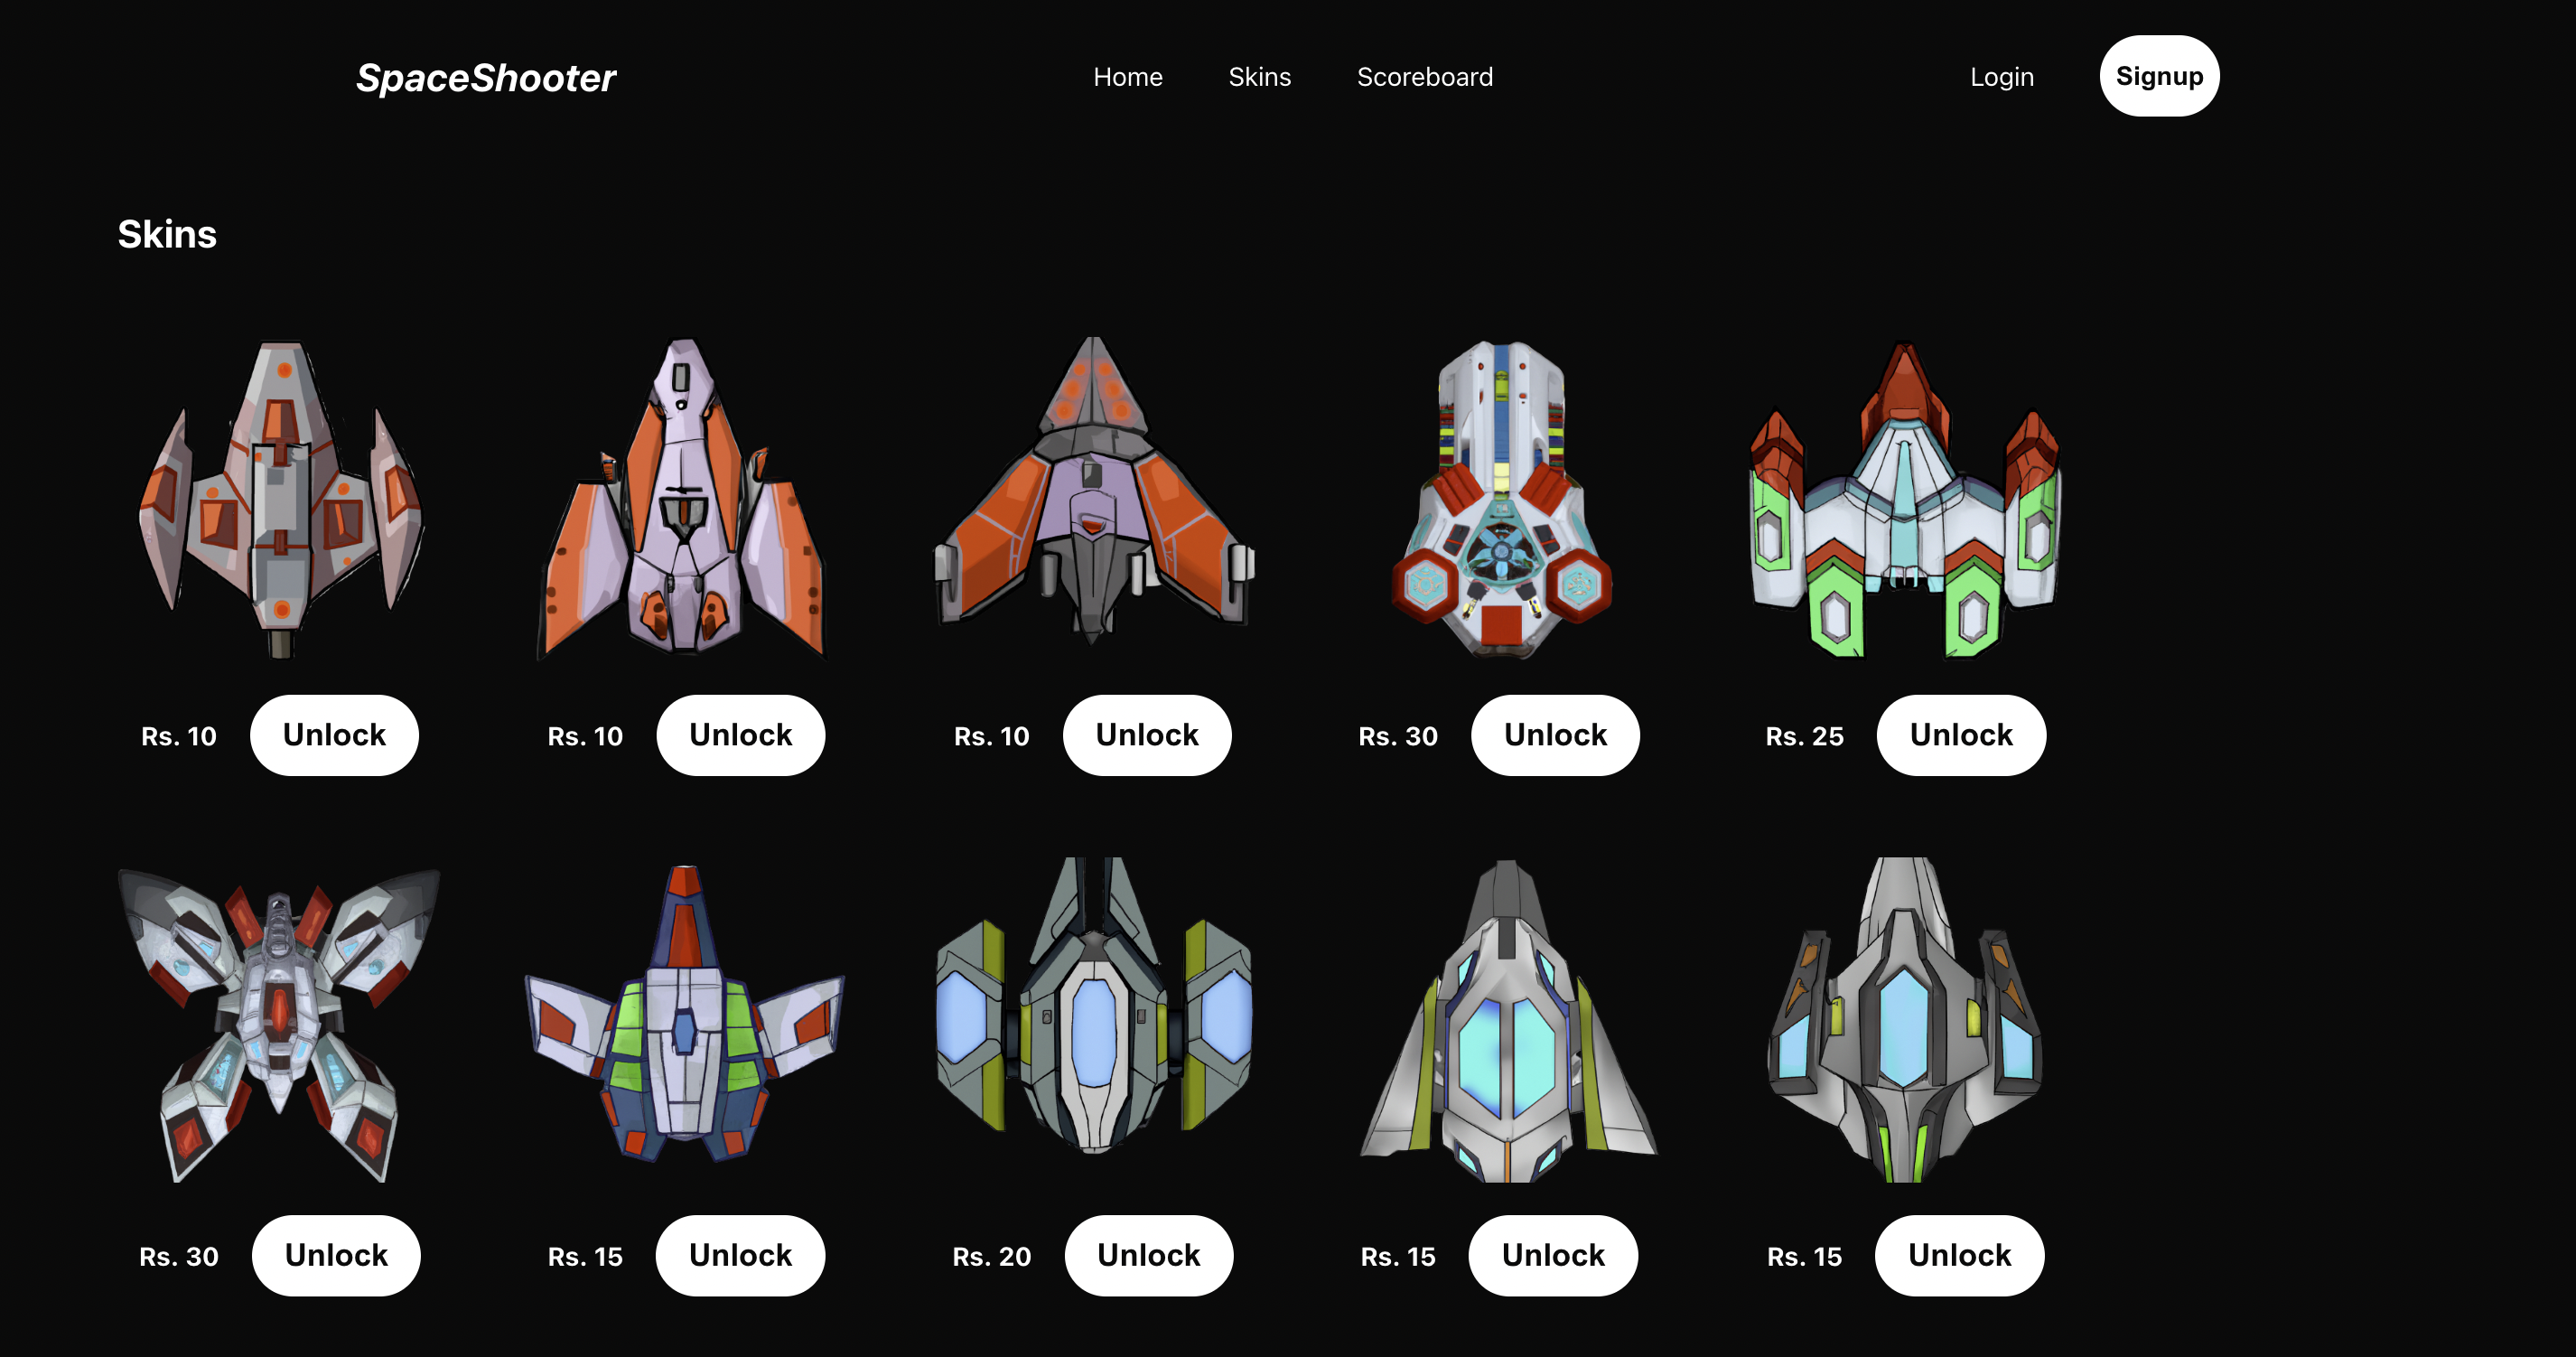 SpaceShooter Home Skins Scoreboard Login Signup
Skins
Rs. 10 Unlock Rs. 10 Unlock Rs. 10 Unlock Rs. 30 Unlock Rs. 25 Unlock
Rs. 30 Unlock Rs. 15 Unlock Rs. 20 Unlock Rs. 15 Unlock Rs. 15 Unlock